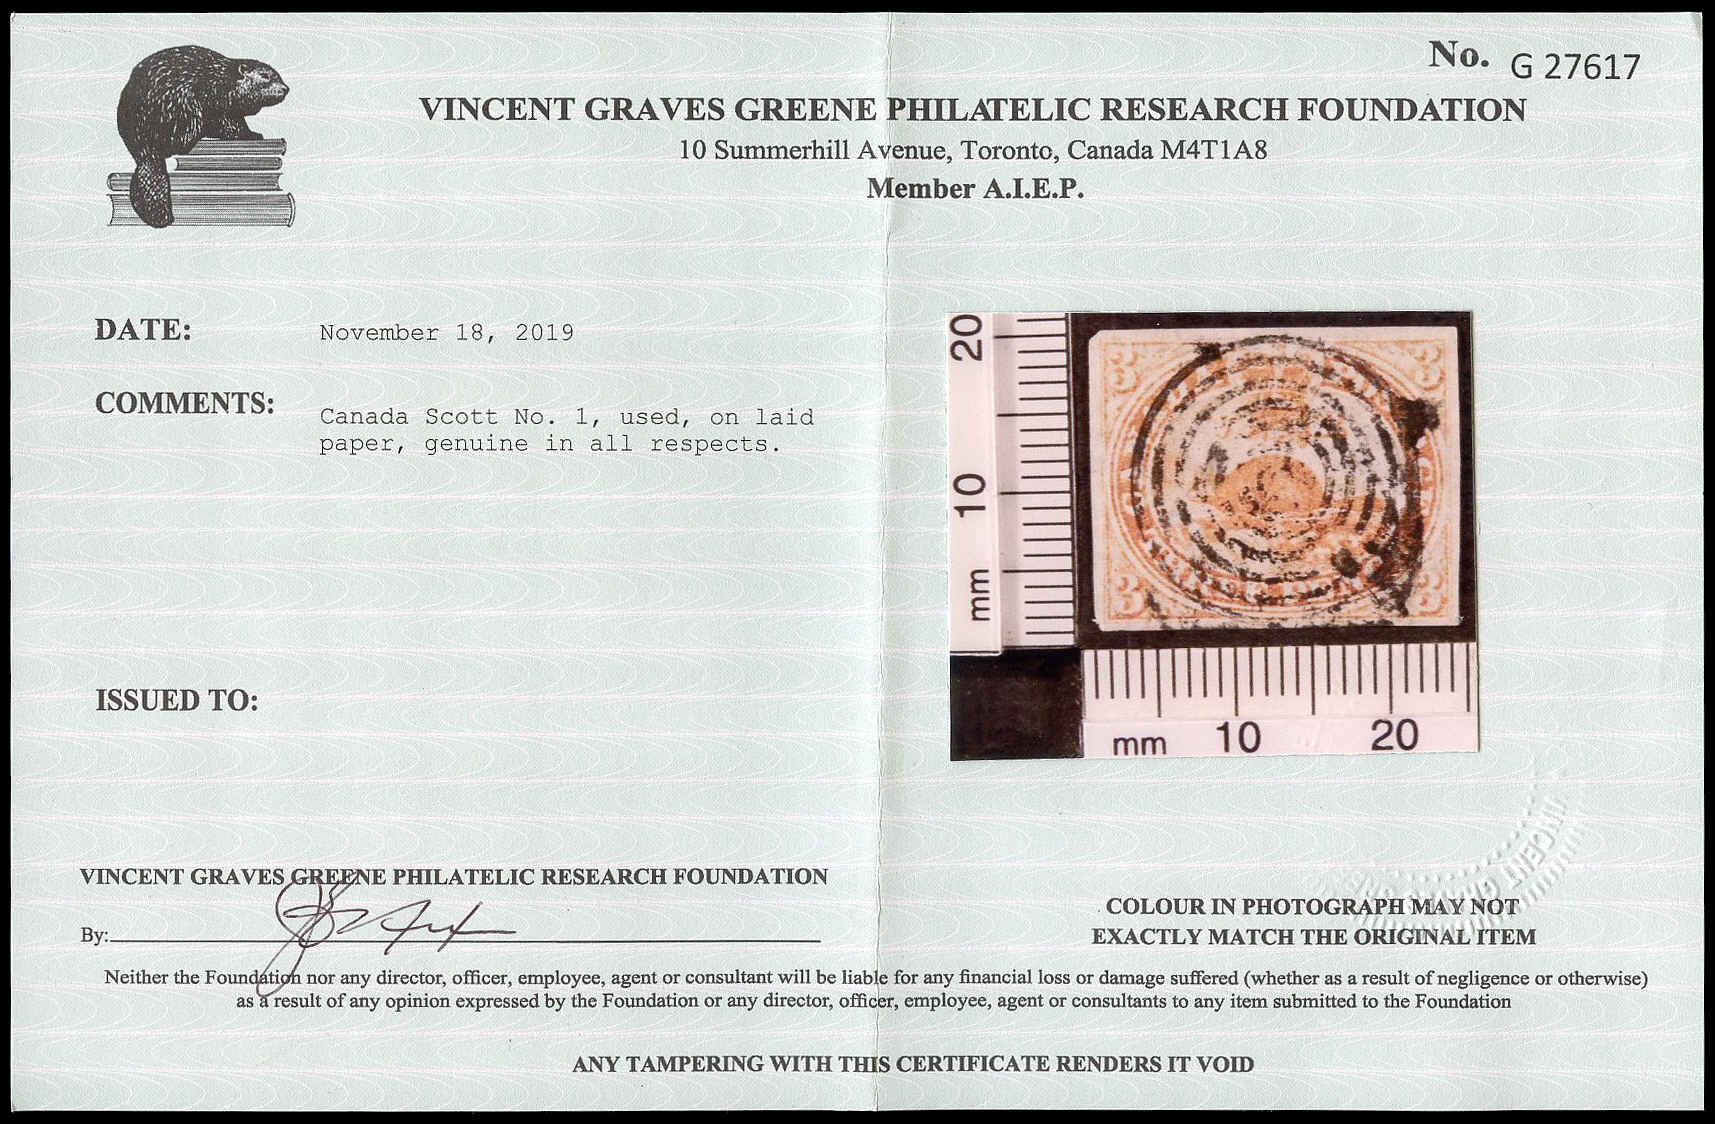 No. G 27617
VINCENT GRAVES GREENE PHILATELIC RESEARCH FOUNDATION
10 Summerhill Avenue, Toronto, Canada M4T1A8
Member A.I.E.P.
DATE: November 18, 2019
COMMENTS: Canada Scott No. 1, used, on laid
paper, genuine in all respects.
20
10
mm
3 3
3 3
mm 10 20
ISSUED TO:
VINCENT GRAVES GREENE PHILATELIC RESEARCH FOUNDATION
By:
VINCENT GRAVES
COLOUR IN PHOTOGRAPH MAY NOT
EXACTLY MATCH THE ORIGINAL ITEM
Neither the Foundation nor any director, officer, employee, agent or consultant will be liable for any financial loss or damage suffered (whether as a result of negligence or otherwise)
as a result of any opinion expressed by the Foundation or any director, officer, employee, agent or consultants to any item submitted to the Foundation
ANY TAMPERING WITH THIS CERTIFICATE RENDERS IT VOID